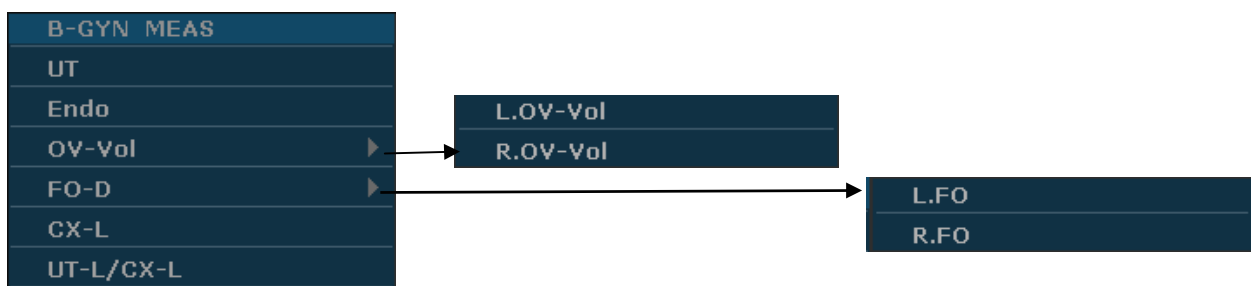 B-GYN MEAS
UT
Endo
OV-Vol
FO-D
CX-L
UT-L/CX-L
L.OV-Vol
R.OV-Vol
L.FO
R.FO